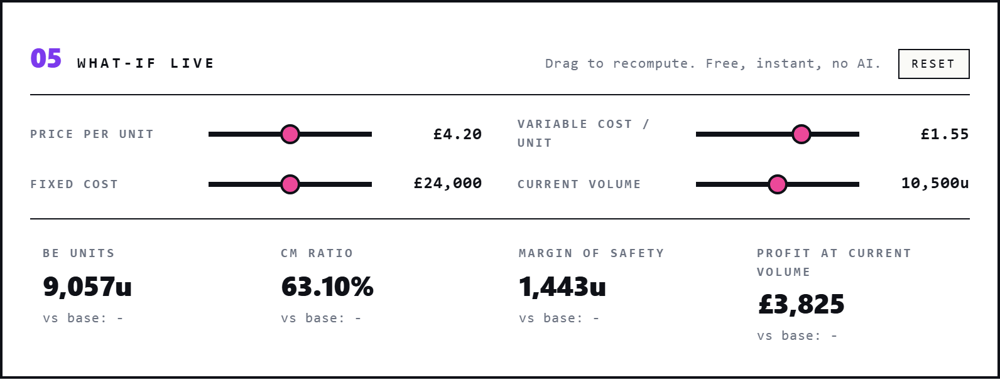 05 WHAT-IF LIVE
Drag to recompute. Free, instant, no AI.
RESET
PRICE PER UNIT
£4.20
VARIABLE COST /
UNIT
£1.55
FIXED COST
£24,000
CURRENT VOLUME
10,500u
BE UNITS
9,057u
vs base: -
CM RATIO
63.10%
vs base: -
MARGIN OF SAFETY
1,443u
vs base: -
PROFIT AT CURRENT
VOLUME
£3,825
vs base: -